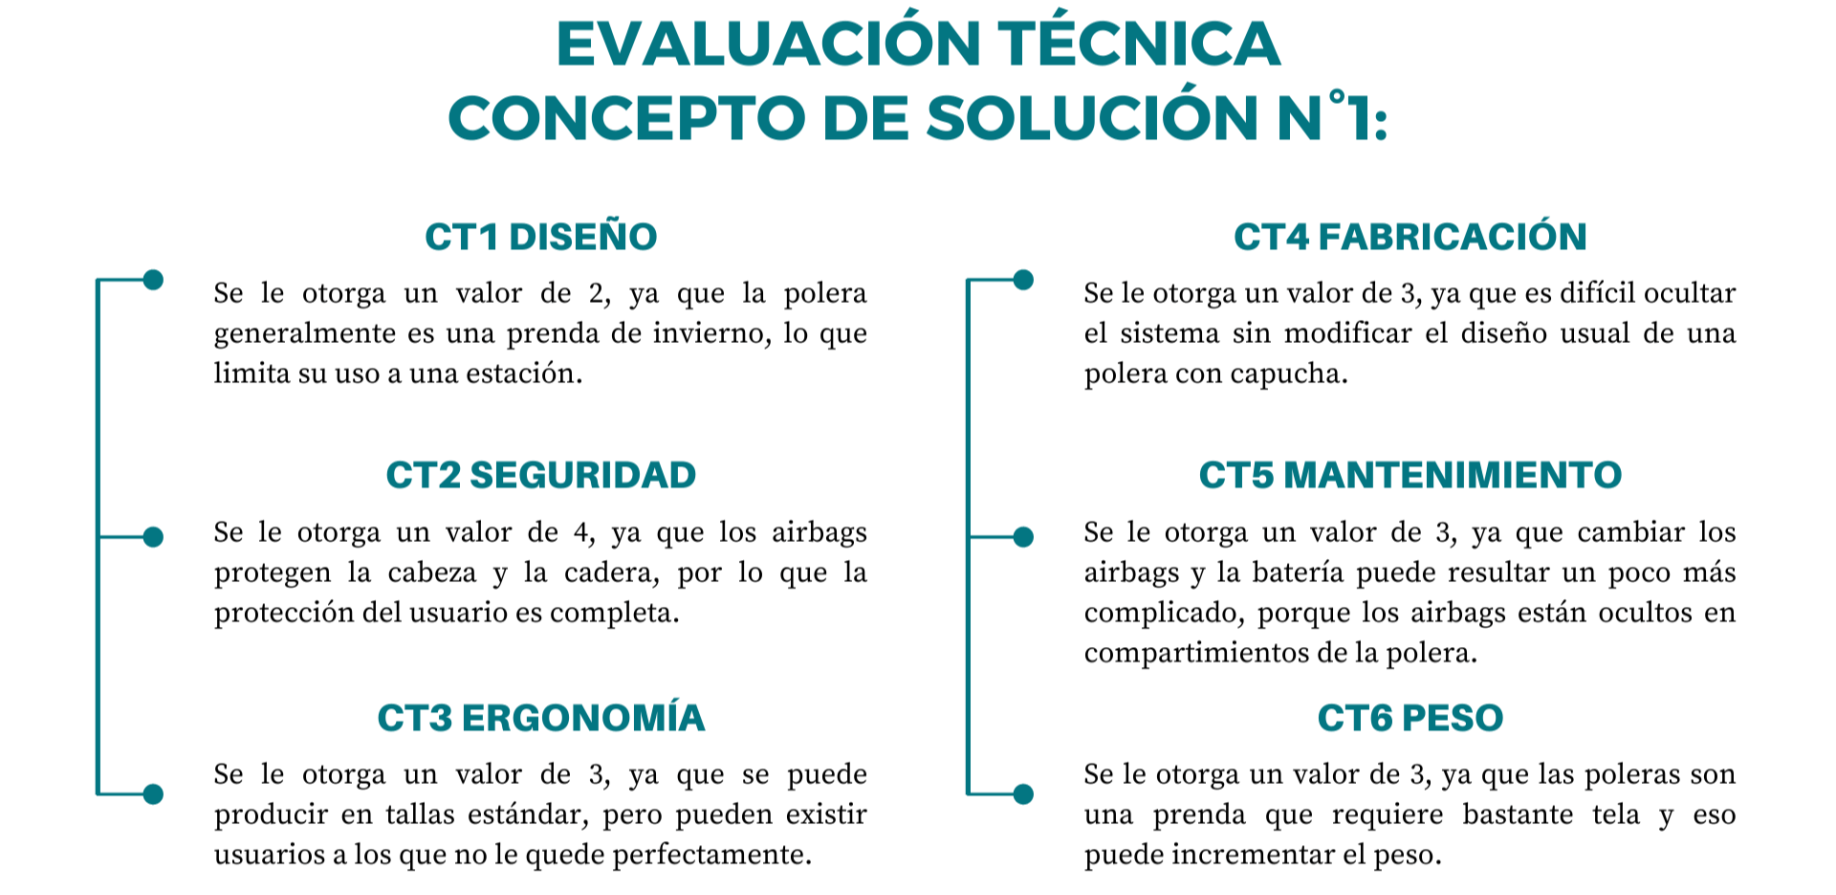 EVALUACIÓN TÉCNICA
CONCEPTO DE SOLUCIÓN N°1:
CT1 DISEÑO
Se le otorga un valor de 2, ya que la polera
generalmente es una prenda de invierno, lo que
limita su uso a una estación.
CT2 SEGURIDAD
Se le otorga un valor de 4, ya que los airbags
protegen la cabeza y la cadera, por lo que la
protección del usuario es completa.
CT3 ERGONOMÍA
Se le otorga un valor de 3, ya que se puede
producir en tallas estándar, pero pueden existir
usuarios a los que no le quede perfectamente.
CT4 FABRICACIÓN
Se le otorga un valor de 3, ya que es difícil ocultar
el sistema sin modificar el diseño usual de una
polera con capucha.
CT5 MANTENIMIENTO
Se le otorga un valor de 3, ya que cambiar los
airbags y la batería puede resultar un poco más
complicado, porque los airbags están ocultos en
compartimientos de la polera.
CT6 PESO
Se le otorga un valor de 3, ya que las poleras son
una prenda que requiere bastante tela y eso
puede incrementar el peso.